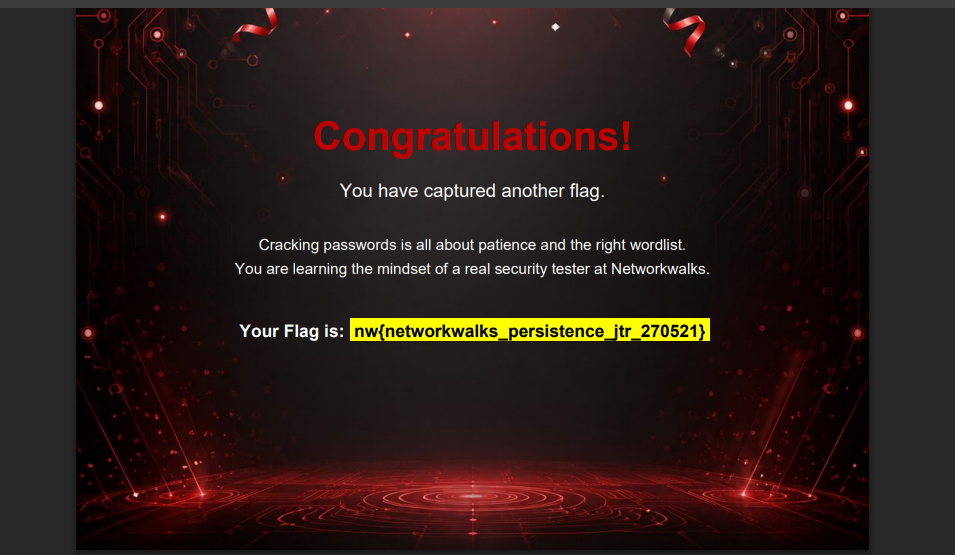 Congratulations!
You have captured another flag.
Cracking passwords is all about patience and the right wordlist.
You are learning the mindset of a real security tester at Networkwalks.
Your Flag is: nw{networkwalks_persistence_jtr_270521}